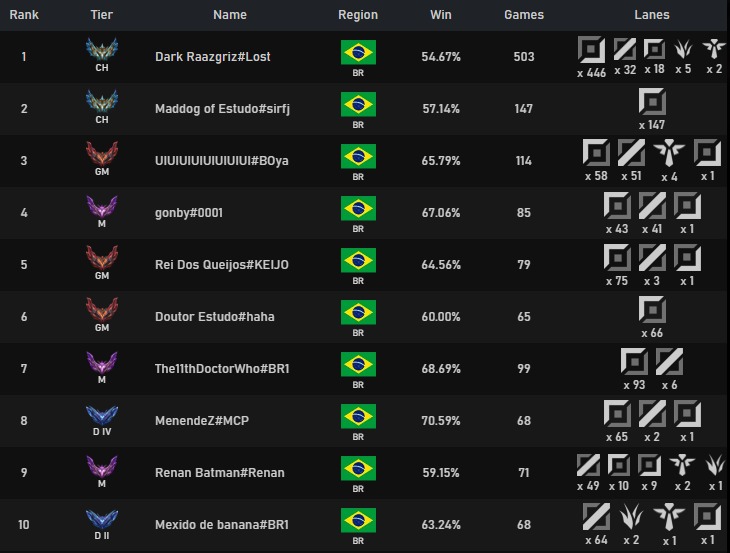 Rank Tier Name Region Win Games Lanes
1 CH Dark Raazgriz#Lost BR 54.67% 503 x 446 x 32 x 18 x 5 x 2
2 CH Maddog of Estudo#sirfj BR 57.14% 147 x 147
3 GM UIUIUIUIUIUIUIUI#BOya BR 65.79% 114 x 58 x 51 x 4 x 1
4 M gonby#0001 BR 67.06% 85 x 43 x 41 x 1
5 GM Rei Dos Queijos#KEIJO BR 64.56% 79 x 75 x 3 x 1
6 GM Doutor Estudo#haha BR 60.00% 65 x 66
7 M The11thDoctorWho#BR1 BR 68.69% 99 x 93 x 6
8 D IV MenendeZ#MCP BR 70.59% 68 x 65 x 2 x 1
9 M Renan Batman#Renan BR 59.15% 71 x 49 x 10 x 9 x 2 x 1
10 D II Mexido de banana#BR1 BR 63.24% 68 x 64 x 2 x 1 x 1